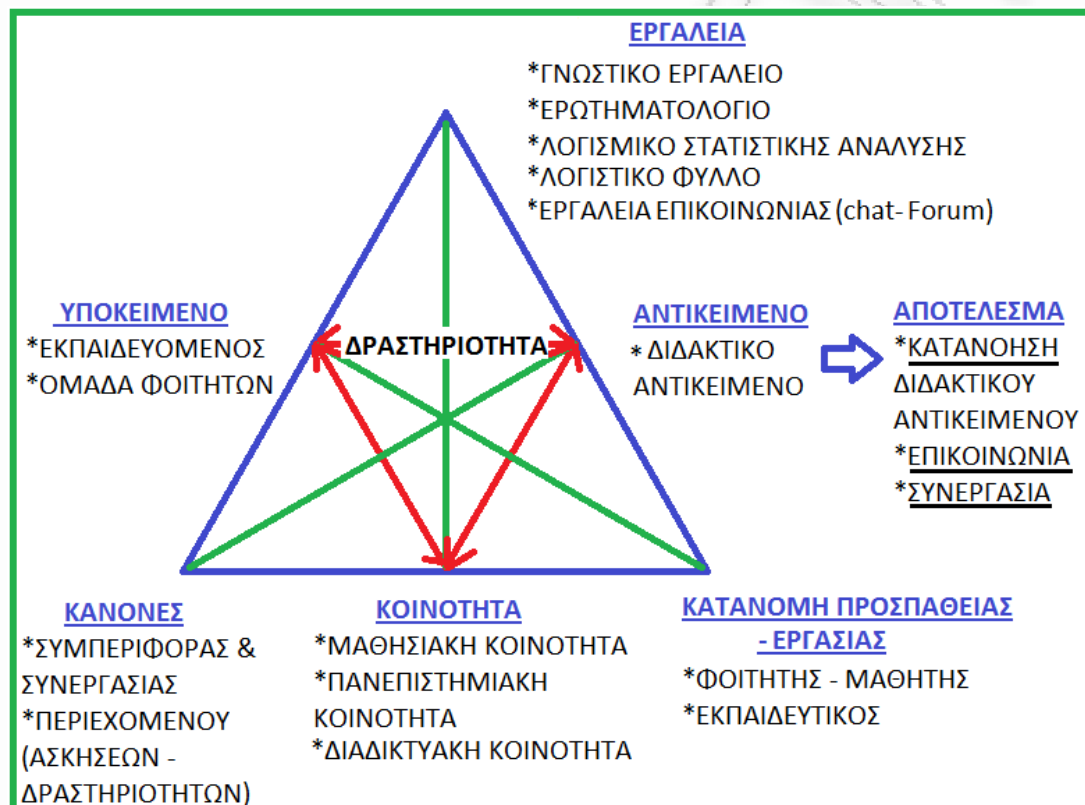 ΕΡΓΑΛΕΙΑ
*ΓΝΩΣΤΙΚΟ ΕΡΓΑΛΕΙΟ
*ΕΡΩΤΗΜΑΤΟΛΟΓΙΟ
*ΛΟΓΙΣΜΙΚΟ ΣΤΑΤΙΣΤΙΚΗΣ ΑΝΑΛΥΣΗΣ
*ΛΟΓΙΣΤΙΚΟ ΦΥΛΛΟ
*ΕΡΓΑΛΕΙΑ ΕΠΙΚΟΙΝΩΝΙΑΣ (chat- Forum)
ΥΠΟΚΕΙΜΕΝΟ
*ΕΚΠΑΙΔΕΥΟΜΕΝΟΣ
*ΟΜΑΔΑ ΦΟΙΤΗΤΩΝ
ΔΡΑΣΤΗΡΙΟΤΗΤΑ
ΑΝΤΙΚΕΙΜΕΝΟ
* ΔΙΔΑΚΤΙΚΟ
ΑΝΤΙΚΕΙΜΕΝΟ
ΑΠΟΤΕΛΕΣΜΑ
*ΚΑΤΑΝΟΗΣΗ
ΔΙΔΑΚΤΙΚΟΥ
ΑΝΤΙΚΕΙΜΕΝΟΥ
*ΕΠΙΚΟΙΝΩΝΙΑ
*ΣΥΝΕΡΓΑΣΙΑ
ΚΑΝΟΝΕΣ
*ΣΥΜΠΕΡΙΦΟΡΑΣ &
ΣΥΝΕΡΓΑΣΙΑΣ
*ΠΕΡΙΕΧΟΜΕΝΟΥ
(ΑΣΚΗΣΕΩΝ -
ΔΡΑΣΤΗΡΙΟΤΗΤΩΝ)
ΚΟΙΝΟΤΗΤΑ
*ΜΑΘΗΣΙΑΚΗ ΚΟΙΝΟΤΗΤΑ
*ΠΑΝΕΠΙΣΤΗΜΙΑΚΗ
ΚΟΙΝΟΤΗΤΑ
*ΔΙΑΔΙΚΤΥΑΚΗ ΚΟΙΝΟΤΗΤΑ
ΚΑΤΑΝΟΜΗ ΠΡΟΣΠΑΘΕΙΑΣ
- ΕΡΓΑΣΙΑΣ
*ΦΟΙΤΗΤΗΣ - ΜΑΘΗΤΗΣ
*ΕΚΠΑΙΔΕΥΤΙΚΟΣ